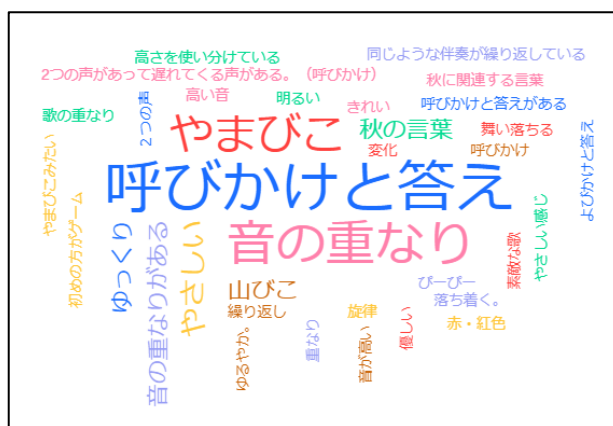 高さを使い分けている
同じような伴奏が繰り返している
2つの声があって遅れてくる声がある。（呼びかけ）
秋に関連する言葉
高い音
明るい
きれい
呼びかけと答えがある
歌の重なり
２つの声
やまびこ
秋の言葉
舞い落ちる
変化
呼びかけ
よびかけと答え
やまびこみたい
呼びかけと答え
初めの方がゲーム
ゆっくり
音の重なりがある
やさしい
音の重なり
素敵な歌
やさしい感じ
山びこ
ぴーぴー
落ち着く。
繰り返し
旋律
赤・紅色
ゆるやか。
重なり
音が高い
優しい